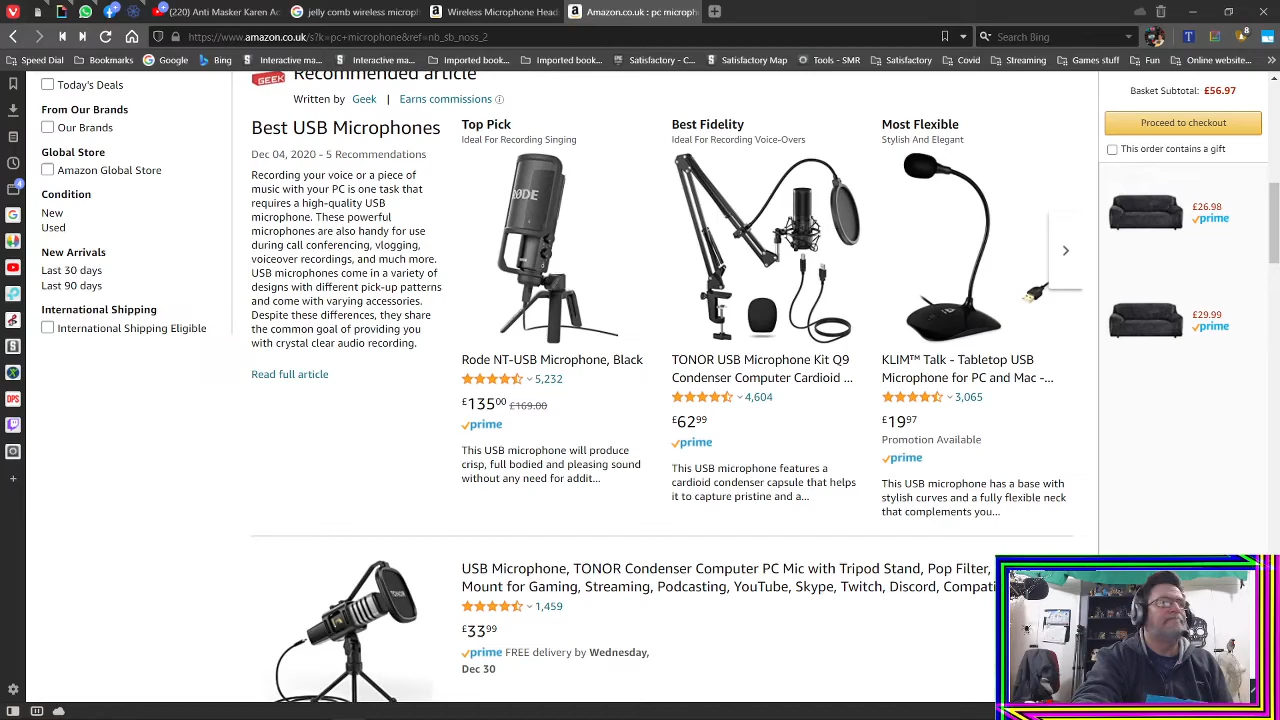 (220) Anti Masker Karen Ac
jelly comb wireless microph
Wireless Microphone Head
Amazon.co.uk : pc microph
https://www.amazon.co.uk/s?k=pc+microphone&ref=nb_sb_noss_2
Search Bing
8
Speed Dial
Bookmarks
Google
Bing
Interactive ma...
Interactive ma...
Imported book...
Imported book...
Satisfactory - C...
Satisfactory Map
Tools - SMR
Satisfactory
Covid
Streaming
Games stuff
Fun
Online website...
4
DPS
Today's Deals
From Our Brands
Our Brands
Global Store
Amazon Global Store
Condition
New
Used
New Arrivals
Last 30 days
Last 90 days
International Shipping
International Shipping Eligible
GEEK
Recommended article
Written by Geek | Earns commissions
Best USB Microphones
Dec 04, 2020 - 5 Recommendations
Recording your voice or a piece of
music with your PC is one task that
requires a high-quality USB
microphone. These powerful
microphones are also handy for use
during call conferencing, vlogging,
voiceover recordings, and much more.
USB microphones come in a variety of
designs with different pick-up patterns
and come with varying accessories.
Despite these differences, they share
the common goal of providing you
with crystal clear audio recording.
Read full article
Top Pick
Ideal For Recording Singing
RØDE
Rode NT-USB Microphone, Black
5,232
£13500 £169.00
prime
This USB microphone will produce
crisp, full bodied and pleasing sound
without any need for addit...
Best Fidelity
Ideal For Recording Voice-Overs
TONOR USB Microphone Kit Q9
Condenser Computer Cardioid ...
4,604
£6299
prime
This USB microphone features a
cardioid condenser capsule that helps
it to capture pristine and a...
Most Flexible
Stylish And Elegant
KLIM™ Talk - Tabletop USB
Microphone for PC and Mac -...
3,065
£1997
Promotion Available
prime
This USB microphone has a base with
stylish curves and a fully flexible neck
that complements you...
TONOR
USB Microphone, TONOR Condenser Computer PC Mic with Tripod Stand, Pop Filter,
Mount for Gaming, Streaming, Podcasting, YouTube, Skype, Twitch, Discord, Compati
1,459
£3399
prime FREE delivery by Wednesday,
Dec 30
Basket Subtotal: £56.97
Proceed to checkout
This order contains a gift
£26.98
prime
£29.99
prime